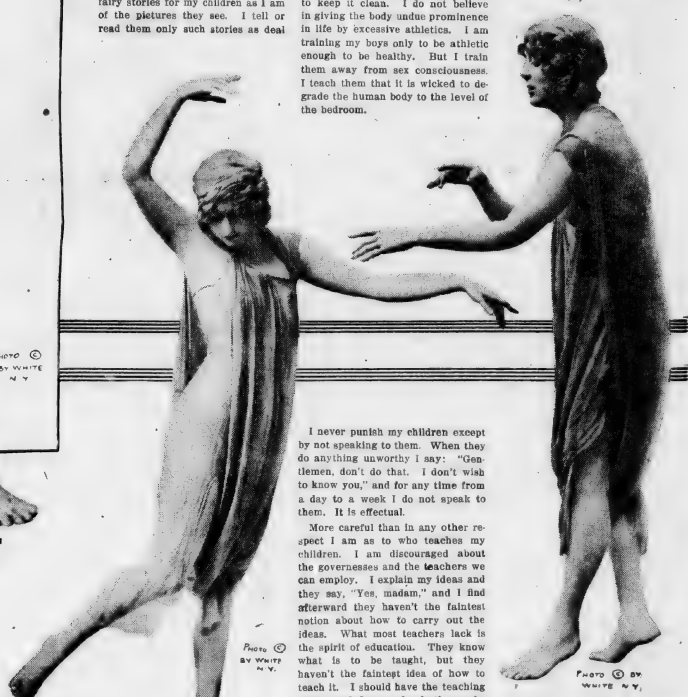 fairy stories for my children as I am
of the pictures they see. I tell or
read them only such stories as deal
to keep it clean. I do not believe
in giving the body undue prominence
in life by excessive athletics. I am
training my boys only to be athletic
enough to be healthy. But I train
them away from sex consciousness.
I teach them that it is wicked to de-
grade the human body to the level of
the bedroom.
PHOTO ©
BY WHITE
N Y
I never punish my children except
by not speaking to them. When they
do anything unworthy I say: "Gen-
tlemen, don't do that. I don't wish
to know you," and for any time from
a day to a week I do not speak to
them. It is effectual.
More careful than in any other re-
spect I am as to who teaches my
children. I am discouraged about
the governesses and the teachers we
can employ. I explain my ideas and
they say, "Yes, madam," and I find
afterward they haven't the faintest
notion about how to carry out the
ideas. What most teachers lack is
the spirit of education. They know
what is to be taught, but they
haven't the faintest idea of how to
teach it. I should have the teaching
PHOTO ©
BY WHITE
N.Y.
PHOTO © BY
WHITE N Y.